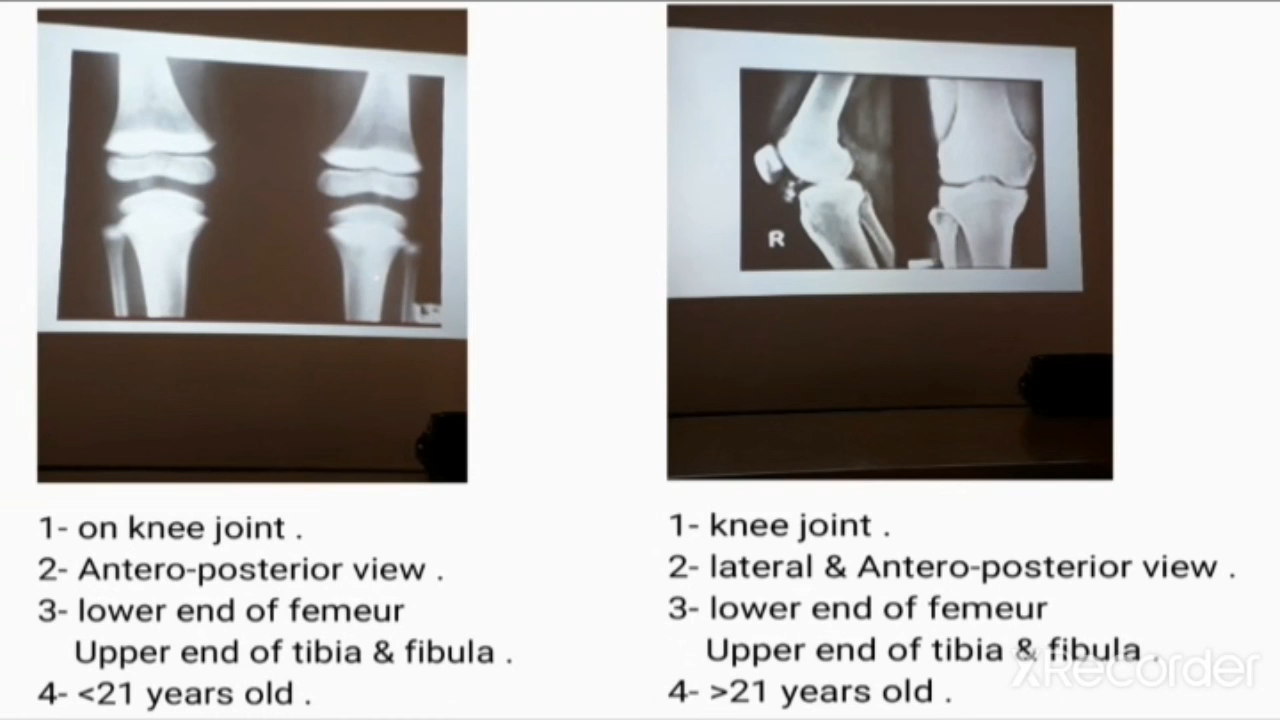 R
1- on knee joint .
2- Antero-posterior view .
3- lower end of femeur
Upper end of tibia & fibula .
4- <21 years old .
1- knee joint .
2- lateral & Antero-posterior view .
3- lower end of femeur
Upper end of tibia & fibula .
4- >21 years old .
XRecorder